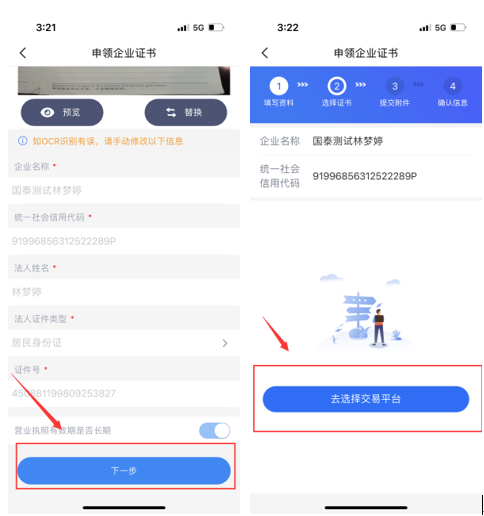 3:21
5G
申领企业证书
预览
替换
如OCR识别有误，请手动修改以下信息
企业名称 *
国泰测试林梦婷
统一社会信用代码 *
91996856312522289P
法人姓名 *
林梦婷
法人证件类型 *
居民身份证
证件号 *
450881199809253827
营业执照有效期是否长期
下一步
3:22
5G
申领企业证书
1
2
3
4
填写资料
选择证书
提交附件
确认信息
企业名称 国泰测试林梦婷
统一社会
信用代码 91996856312522289P
去选择交易平台